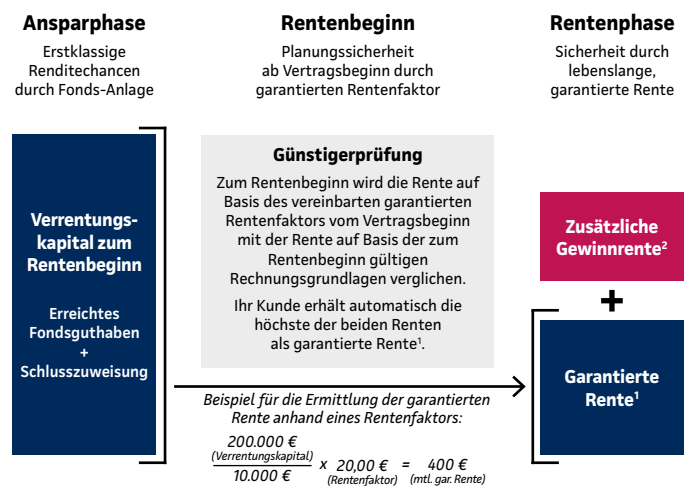 Ansparphase
Erstklassige
Renditechancen
durch Fonds-Anlage
Rentenbeginn
Planungssicherheit
ab Vertragsbeginn durch
garantierten Rentenfaktor
Rentenphase
Sicherheit durch
lebenslange,
garantierte Rente
Verrentungs-
kapital zum
Rentenbeginn
Erreichtes
Fondsguthaben
+
Schlusszuweisung
Günstigerprüfung
Zum Rentenbeginn wird die Rente auf
Basis des vereinbarten garantierten
Rentenfaktors vom Vertragsbeginn
mit der Rente auf Basis der zum
Rentenbeginn gültigen
Rechnungsgrundlagen verglichen.
Ihr Kunde erhält automatisch die
höchste der beiden Renten
als garantierte Rente¹.
Zusätzliche
Gewinnrente²
+
Garantierte
Rente¹
Beispiel für die Ermittlung der garantierten
Rente anhand eines Rentenfaktors:
200.000 €
(Verrentungskapital)
10.000 €
x 20,00 € = 400 €
(Rentenfaktor) (mtl. gar. Rente)